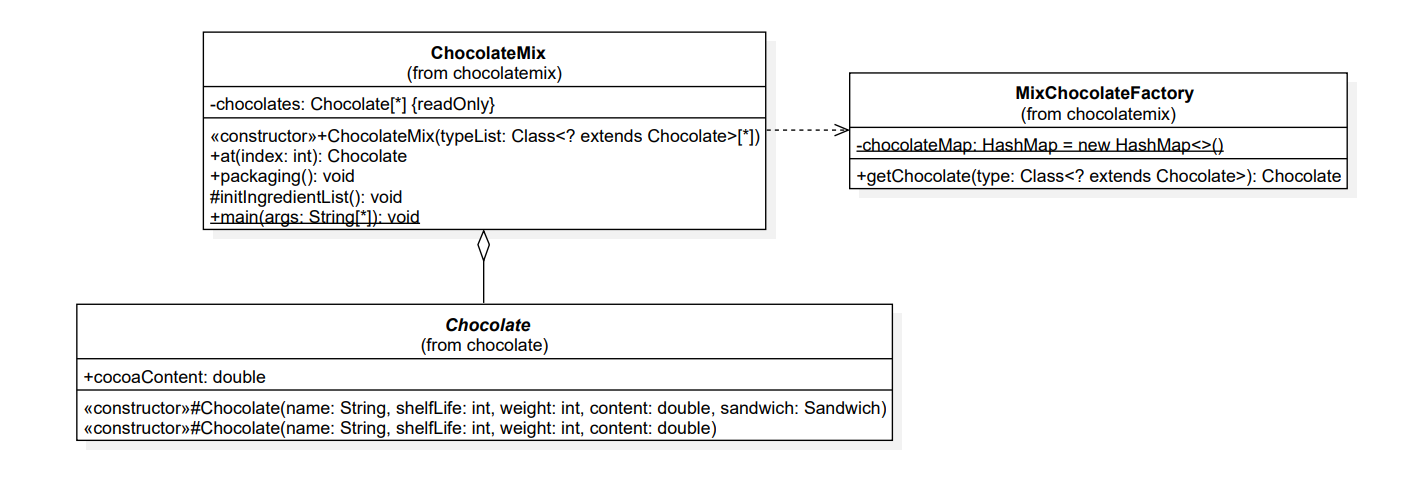 ChocolateMix
(from chocolatemix)
-chocolates: Chocolate[*] {readOnly}
«constructor»+ChocolateMix(typeList: Class<? extends Chocolate>[*])
+at(index: int): Chocolate
+packaging(): void
#initIngredientList(): void
+main(args: String[*]): void
MixChocolateFactory
(from chocolatemix)
-chocolateMap: HashMap = new HashMap<>()
+getChocolate(type: Class<? extends Chocolate>): Chocolate
Chocolate
(from chocolate)
+cocoaContent: double
«constructor»#Chocolate(name: String, shelfLife: int, weight: int, content: double, sandwich: Sandwich)
«constructor»#Chocolate(name: String, shelfLife: int, weight: int, content: double)